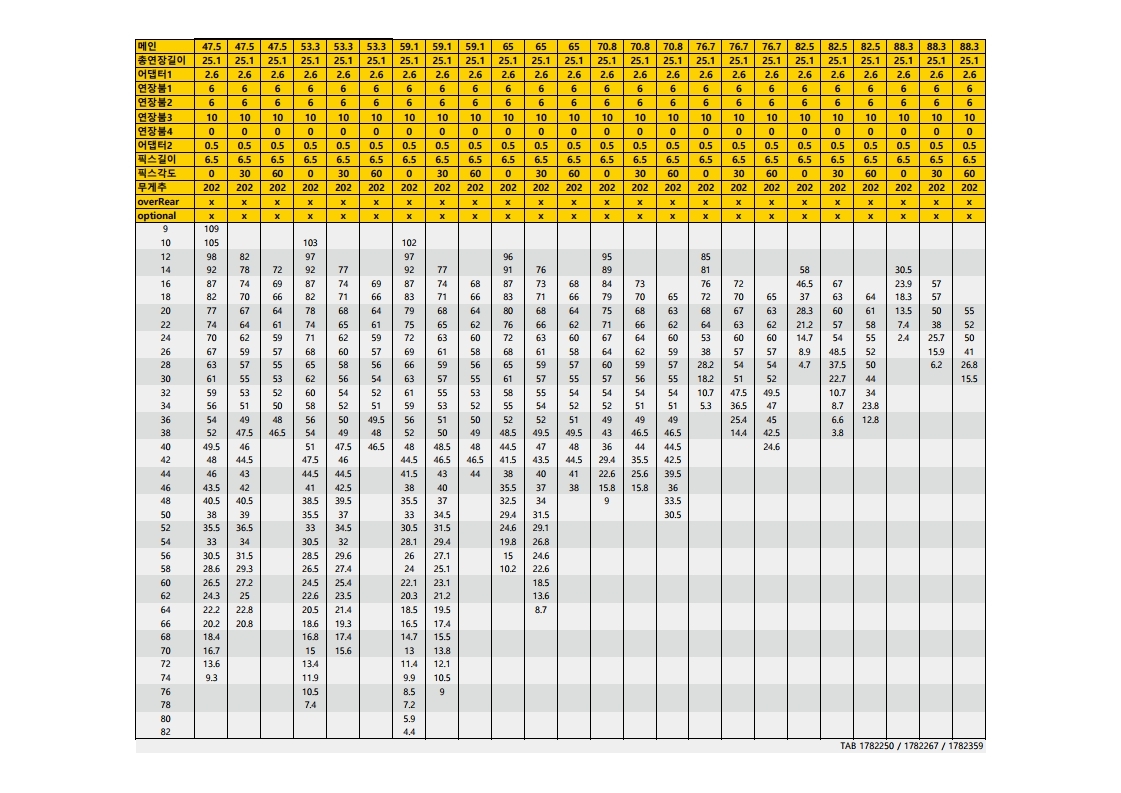 메인 47.5 47.5 47.5 53.3 53.3 53.3 59.1 59.1 59.1 65 65 65 70.8 70.8 70.8 76.7 76.7 76.7 82.5 82.5 82.5 88.3 88.3 88.3
총연장길이 25.1 25.1 25.1 25.1 25.1 25.1 25.1 25.1 25.1 25.1 25.1 25.1 25.1 25.1 25.1 25.1 25.1 25.1 25.1 25.1 25.1 25.1 25.1 25.1
어댑터1 2.6 2.6 2.6 2.6 2.6 2.6 2.6 2.6 2.6 2.6 2.6 2.6 2.6 2.6 2.6 2.6 2.6 2.6 2.6 2.6 2.6 2.6 2.6 2.6
연장붐1 6 6 6 6 6 6 6 6 6 6 6 6 6 6 6 6 6 6 6 6 6 6 6 6
연장붐2 6 6 6 6 6 6 6 6 6 6 6 6 6 6 6 6 6 6 6 6 6 6 6 6
연장붐3 10 10 10 10 10 10 10 10 10 10 10 10 10 10 10 10 10 10 10 10 10 10 10 10
연장붐4 0 0 0 0 0 0 0 0 0 0 0 0 0 0 0 0 0 0 0 0 0 0 0 0
어댑터2 0.5 0.5 0.5 0.5 0.5 0.5 0.5 0.5 0.5 0.5 0.5 0.5 0.5 0.5 0.5 0.5 0.5 0.5 0.5 0.5 0.5 0.5 0.5 0.5
픽스길이 6.5 6.5 6.5 6.5 6.5 6.5 6.5 6.5 6.5 6.5 6.5 6.5 6.5 6.5 6.5 6.5 6.5 6.5 6.5 6.5 6.5 6.5 6.5 6.5
픽스각도 0 30 60 0 30 60 0 30 60 0 30 60 0 30 60 0 30 60 0 30 60 0 30 60
무게추 202 202 202 202 202 202 202 202 202 202 202 202 202 202 202 202 202 202 202 202 202 202 202 202
overRear x x x x x x x x x x x x x x x x x x x x x x x x
optional x x x x x x x x x x x x x x x x x x x x x x x x
9 109
10 105 103 102
12 98 82 97 97 96 95 85
14 92 78 72 92 77 92 77 91 76 89 81 58 30.5
16 87 74 69 87 74 69 87 74 68 87 73 68 84 73 76 72 46.5 67 23.9 57
18 82 70 66 82 71 66 83 71 66 83 71 66 79 70 65 72 70 65 37 63 64 18.3 57
20 77 67 64 78 68 64 79 68 64 80 68 64 75 68 63 68 67 63 28.3 60 61 13.5 50 55
22 74 64 61 74 65 61 75 65 62 76 66 62 71 66 62 64 63 62 21.2 57 58 7.4 38 52
24 70 62 59 71 62 59 72 63 60 72 63 60 67 64 60 53 60 60 14.7 54 55 2.4 25.7 50
26 67 59 57 68 60 57 69 61 58 68 61 58 64 62 59 38 57 57 8.9 48.5 52 15.9 41
28 63 57 55 65 58 56 66 59 56 65 59 57 60 59 57 28.2 54 54 4.7 37.5 50 6.2 26.8
30 61 55 53 62 56 54 63 57 55 61 57 55 57 56 55 18.2 51 52 22.7 44 15.5
32 59 53 52 60 54 52 61 55 53 58 55 54 54 54 54 10.7 47.5 49.5 10.7 34
34 56 51 50 58 52 51 59 53 52 55 54 52 52 51 51 5.3 36.5 47 8.7 23.8
36 54 49 48 56 50 49.5 56 51 50 52 52 51 49 49 49 25.4 45 6.6 12.8
38 52 47.5 46.5 54 49 48 52 50 49 48.5 49.5 49.5 43 46.5 46.5 14.4 42.5 3.8
40 49.5 46 51 47.5 46.5 48 48.5 48 44.5 47 48 36 44 44.5 24.6
42 48 44.5 47.5 46 44.5 46.5 46.5 41.5 43.5 44.5 29.4 35.5 42.5
44 46 43 44.5 44.5 41.5 43 44 38 40 41 22.6 25.6 39.5
46 43.5 42 41 42.5 38 40 35.5 37 38 15.8 15.8 36
48 40.5 40.5 38.5 39.5 35.5 37 32.5 34 9 33.5
50 38 39 35.5 37 33 34.5 29.4 31.5 30.5
52 35.5 36.5 33 34.5 30.5 31.5 24.6 29.1
54 33 34 30.5 32 28.1 29.4 19.8 26.8
56 30.5 31.5 28.5 29.6 26 27.1 15 24.6
58 28.6 29.3 26.5 27.4 24 25.1 10.2 22.6
60 26.5 27.2 24.5 25.4 22.1 23.1 18.5
62 24.3 25 22.6 23.5 20.3 21.2 13.6
64 22.2 22.8 20.5 21.4 18.5 19.5 8.7
66 20.2 20.8 18.6 19.3 16.5 17.4
68 18.4 16.8 17.4 14.7 15.5
70 16.7 15 15.6 13 13.8
72 13.6 13.4 11.4 12.1
74 9.3 11.9 9.9 10.5
76 10.5 8.5 9
78 7.4 7.2
80 5.9
82 4.4
TAB 1782250 / 1782267 / 1782359